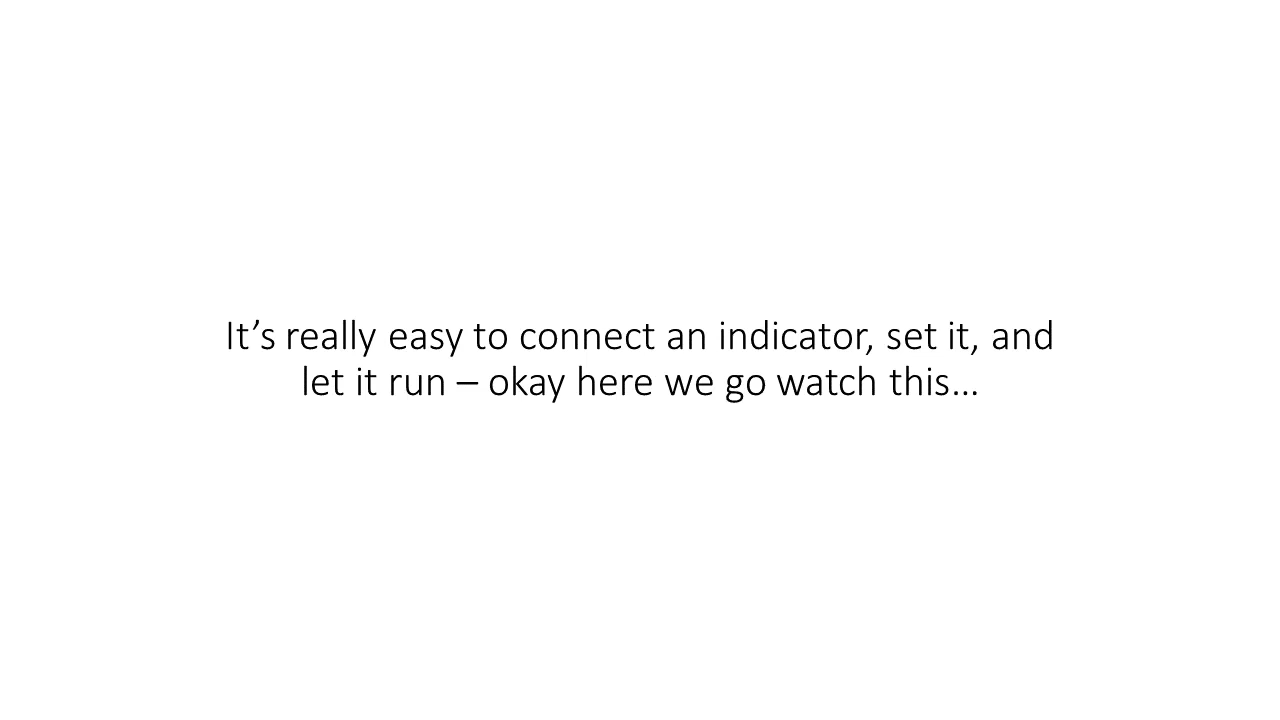 It’s really easy to connect an indicator, set it, and
let it run – okay here we go watch this…